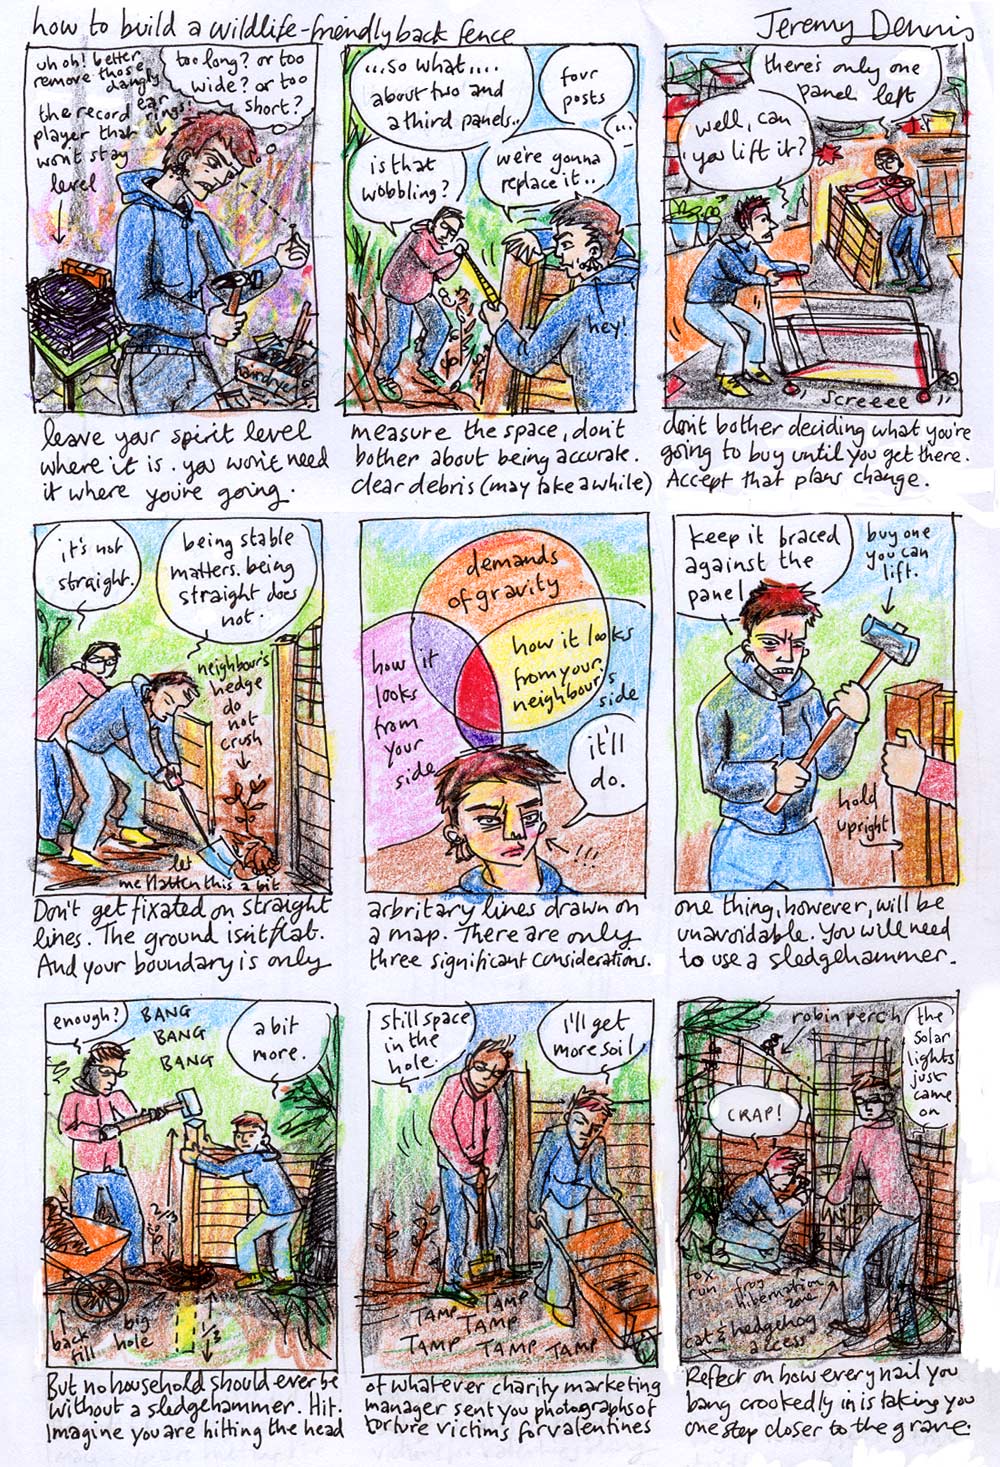 how to build a wildlife-friendly back fence
Jeremy Dennis
uh oh! better
remove those
dangly
ear
rings!
too long? or too
wide? or too
short?
the record
player that
won't stay
level
hairdryer
leave your spirit level
where it is. you won't need
it where you're going.
...so what....
about two and
a third panels..
four
posts
...
is that
wobbling?
we're gonna
replace it..
hey!
measure the space, don't
bother about being accurate.
clear debris (may take a while)
there's only one
panel left
well, can
you lift it?
screeee
don't bother deciding what you're
going to buy until you get there.
Accept that plans change.
it's not
straight.
being stable
matters. being
straight does
not.
neighbour's
hedge
do
not
crush
let
me flatten this a bit
Don't get fixated on straight
lines. The ground isn't flat.
And your boundary is only
demands
of gravity
how it
looks
from
your
side
how it looks
from your
neighbour's
side
it'll
do.
!!!
arbritary lines drawn on
a map. There are only
three significant considerations.
keep it braced
against the
panel
buy one
you can
lift.
hold
upright
one thing, however, will be
unavoidable. You will need
to use a sledgehammer.
enough?
BANG
BANG
BANG
a bit
more.
2/3
back
fill
big
hole
1/3
But no household should ever be
without a sledgehammer. Hit.
Imagine you are hitting the head
still space
in the
hole.
I'll get
more soil
TAMP TAMP
TAMP
TAMP TAMP TAMP
of whatever charity marketing
manager sent you photographs of
torture victims for valentines
robin perch
the
solar
lights
just
came
on
CRAP!
fox
run
frog
hibernation
zone
cat & hedgehog
access
Reflect on how every nail you
bang crookedly in is taking you
one step closer to the grave.